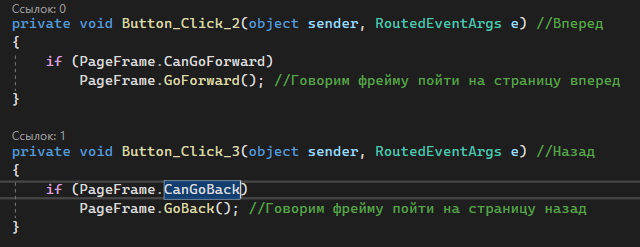 Ссылок: 0
private void Button_Click_2(object sender, RoutedEventArgs e) //Вперед
{
if (PageFrame.CanGoForward)
PageFrame.GoForward(); //Говорим фрейму пойти на страницу вперед
}
Ссылок: 1
private void Button_Click_3(object sender, RoutedEventArgs e) //Назад
{
if (PageFrame.CanGoBack)
PageFrame.GoBack(); //Говорим фрейму пойти на страницу назад
}